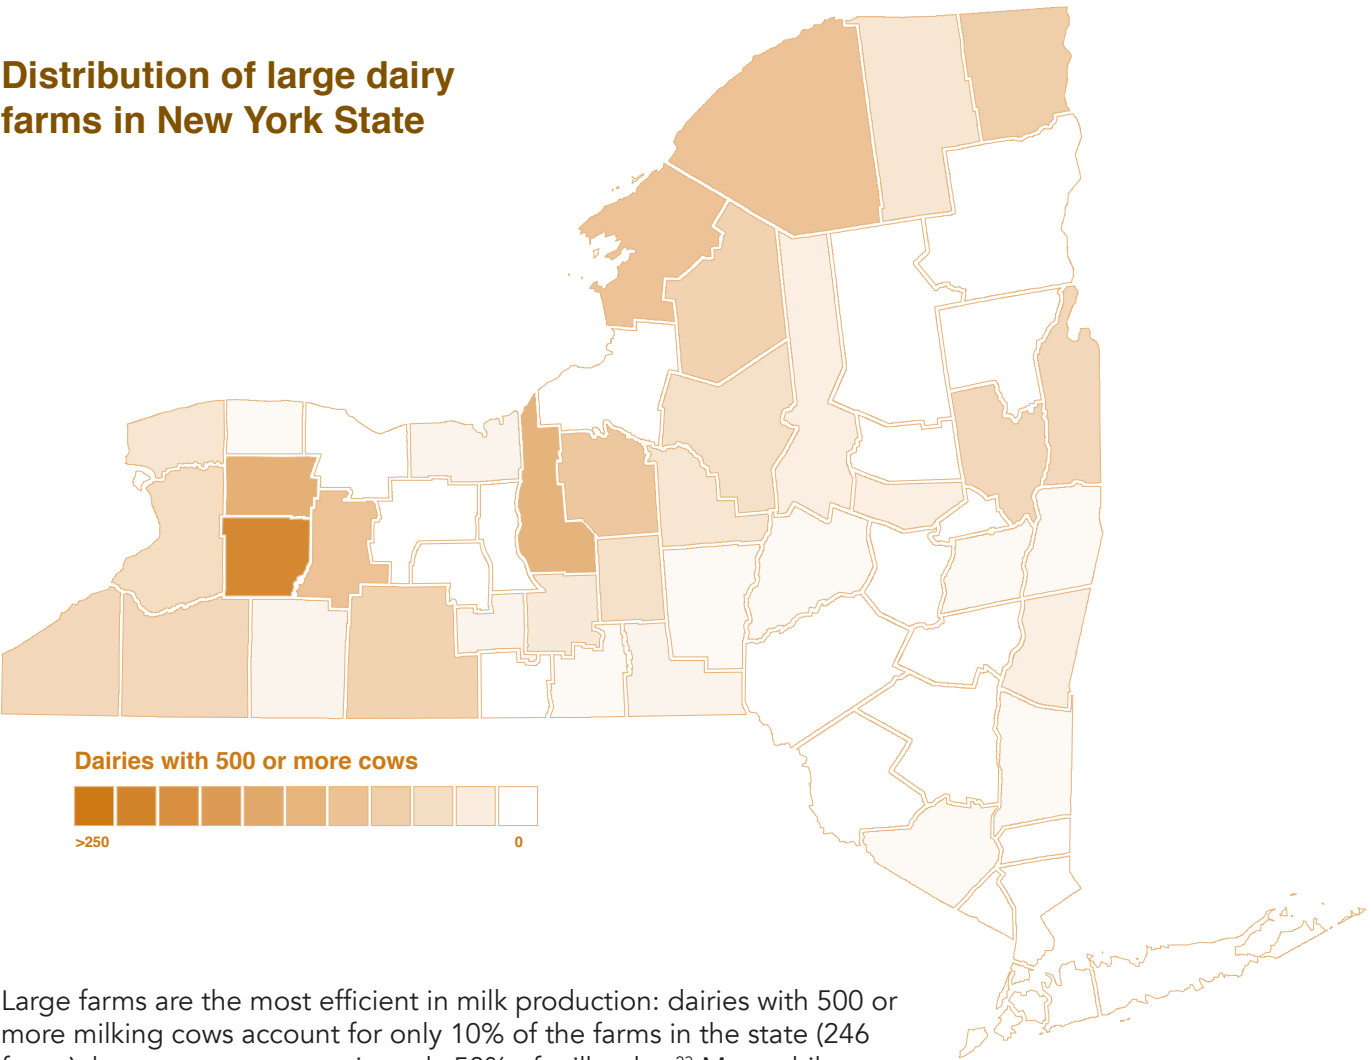 Distribution of large dairy
farms in New York State
Dairies with 500 or more cows
>250
0
Large farms are the most efficient in milk production: dairies with 500 or
more milking cows account for only 10% of the farms in the state (246